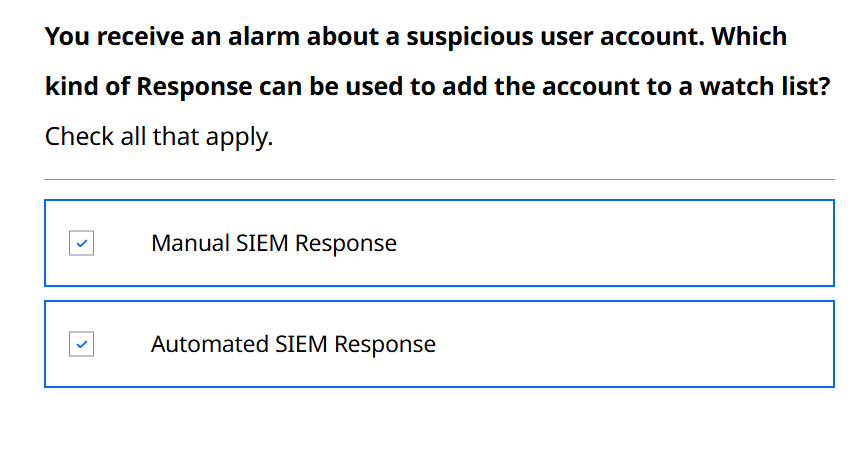 You receive an alarm about a suspicious user account. Which
kind of Response can be used to add the account to a watch list?
Check all that apply.
Manual SIEM Response
Automated SIEM Response